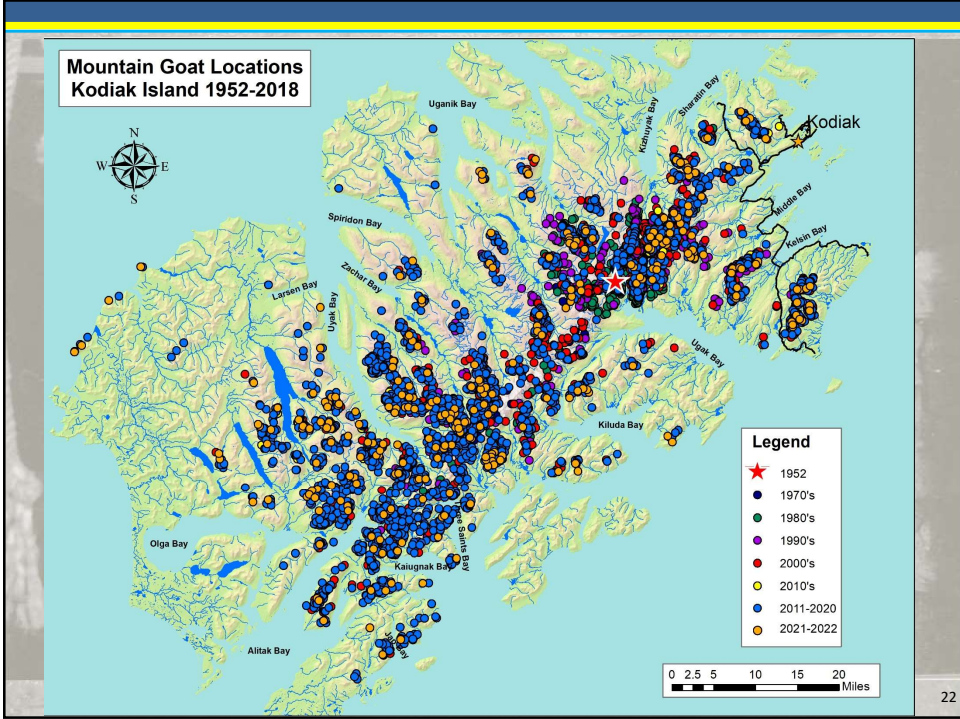 Mountain Goat Locations
Kodiak Island 1952-2018
N
W
E
S
Uganik Bay
Kizhuyak Bay
Sharatin Bay
Kodiak
Middle Bay
Kelsin Bay
Spiridon Bay
Zachar Bay
Larsen Bay
Uyak Bay
Ugak Bay
Kiluda Bay
Olga Bay
Saints Bay
Kaiugnak Bay
Alitak Bay
Bay
Legend
1952
1970's
1980's
1990's
2000's
2010's
2011-2020
2021-2022
0 2.5 5 10 15 20
Miles
22